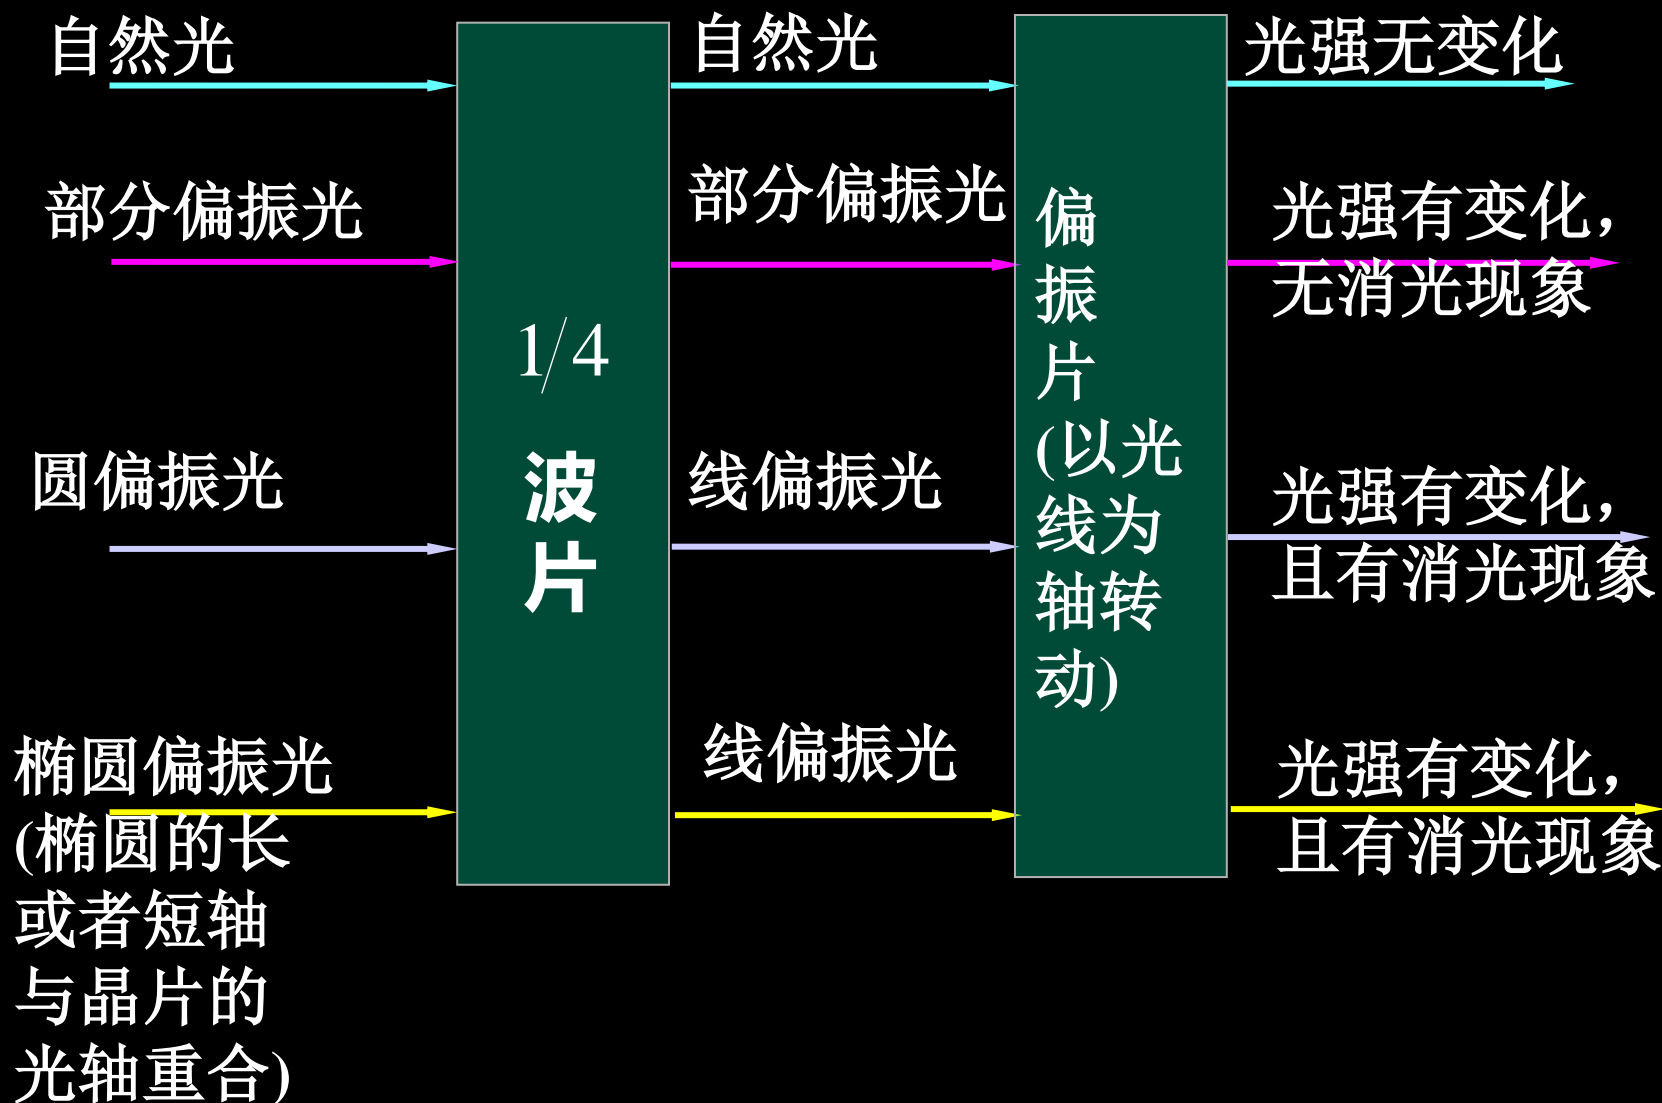 自然光
自然光
光强无变化
部分偏振光
部分偏振光
光强有变化，
无消光现象
圆偏振光
线偏振光
光强有变化，
且有消光现象
椭圆偏振光
(椭圆的长
或者短轴
与晶片的
光轴重合)
线偏振光
光强有变化，
且有消光现象
1/4
波
片
偏
振
片
(以光
线为
轴转
动)